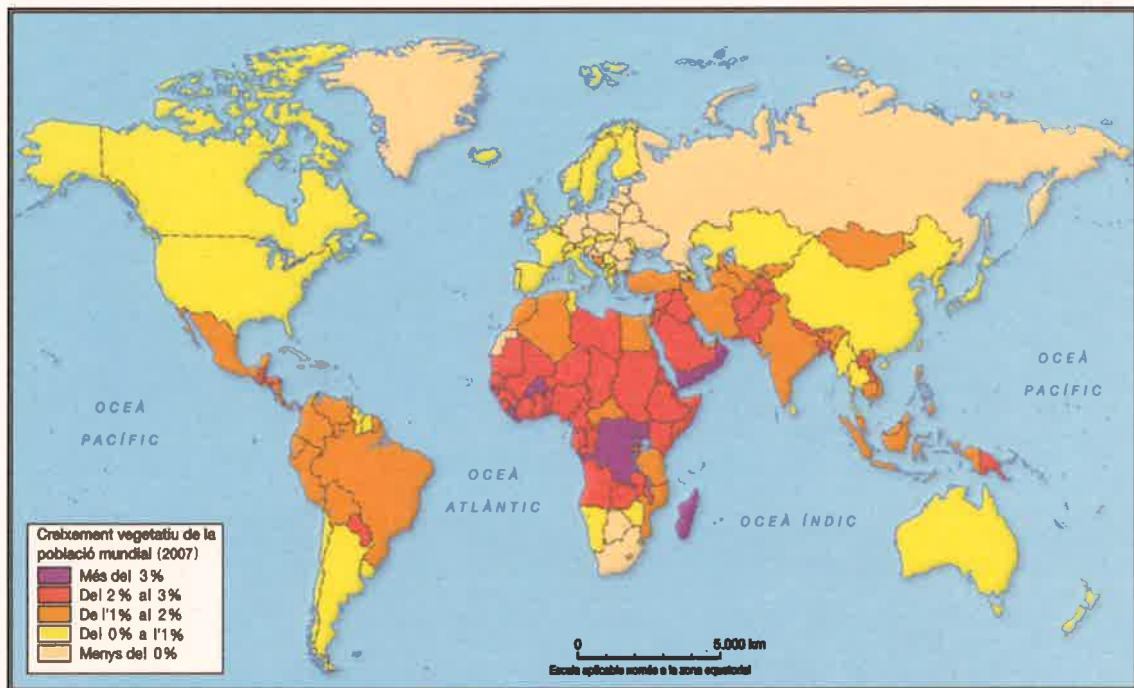 OCEÀ
PACÍFIC
OCEÀ
ATLÀNTIC
OCEÀ ÍNDIC
OCEÀ
PACÍFIC
Creixement vegetatiu de la
població mundial (2007)
Més del 3%
Del 2% al 3%
De l'1% al 2%
Del 0% a l'1%
Menys del 0%
0 5.000 km
Escala aplicable només a la zona equatorial